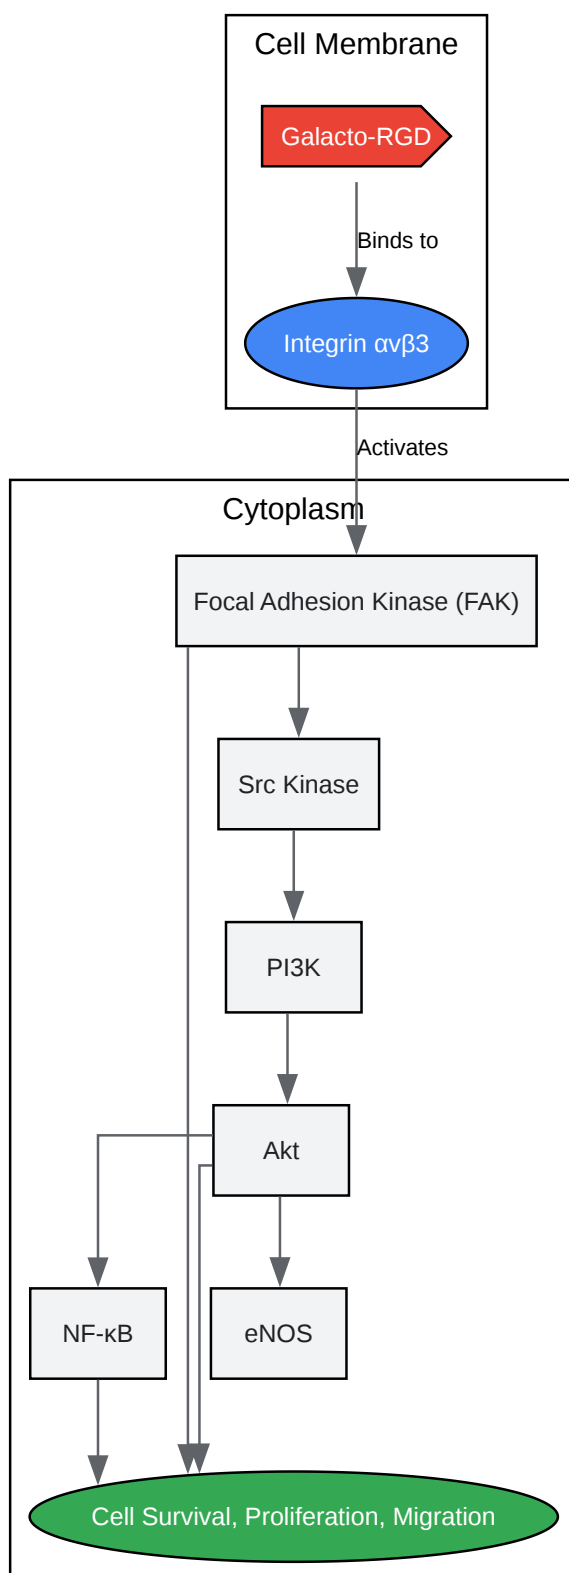 Cell Membrane
Galacto-RGD
Binds to
Integrin αvβ3
Activates
Cytoplasm
Focal Adhesion Kinase (FAK)
Src Kinase
PI3K
Akt
NF-κB
eNOS
Cell Survival, Proliferation, Migration